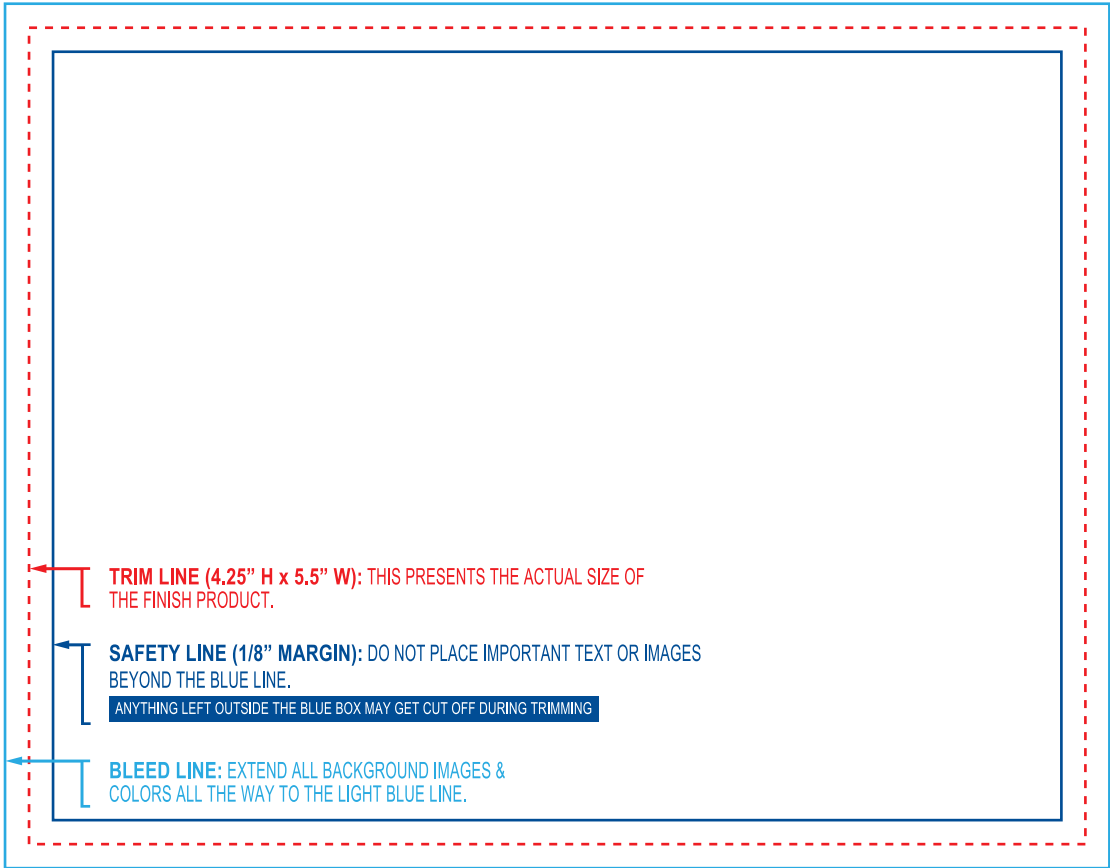 TRIM LINE (4.25” H x 5.5” W): THIS PRESENTS THE ACTUAL SIZE OF
THE FINISH PRODUCT.
SAFETY LINE (1/8” MARGIN): DO NOT PLACE IMPORTANT TEXT OR IMAGES
BEYOND THE BLUE LINE.
ANYTHING LEFT OUTSIDE THE BLUE BOX MAY GET CUT OFF DURING TRIMMING
BLEED LINE: EXTEND ALL BACKGROUND IMAGES &
COLORS ALL THE WAY TO THE LIGHT BLUE LINE.